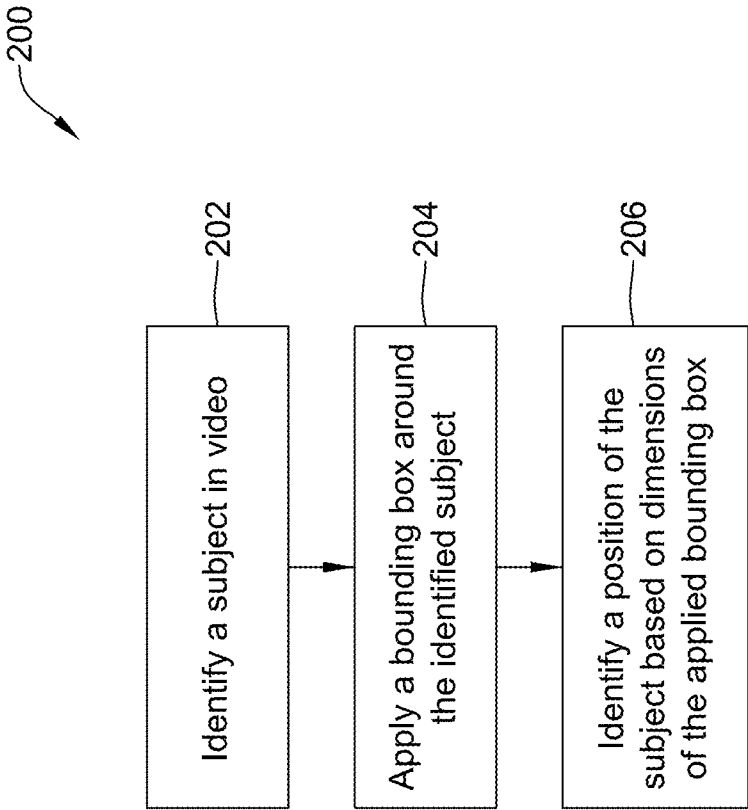 200
202
Identify a subject in video
204
Apply a bounding box around
the identified subject
206
Identify a position of the
subject based on dimensions
of the applied bounding box